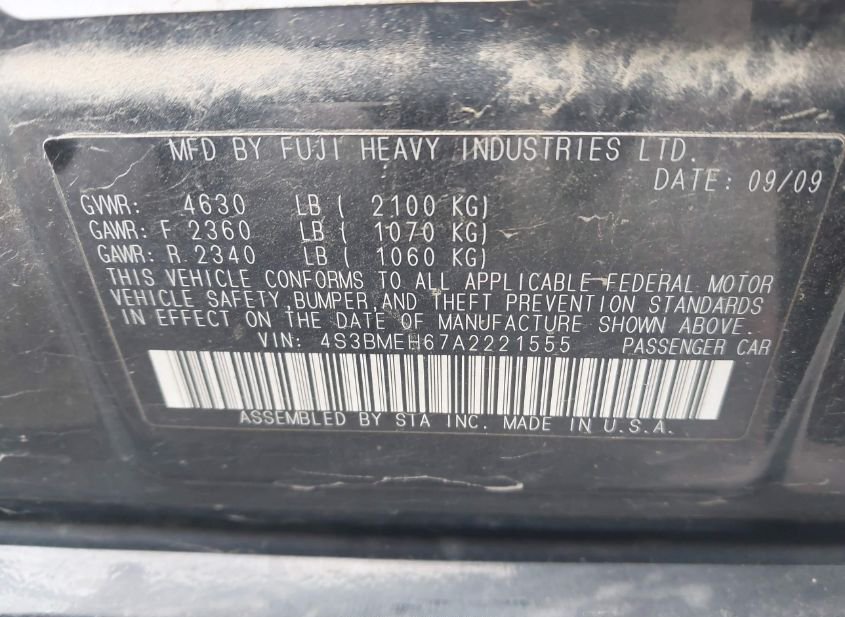 MFD BY FUJI HEAVY INDUSTRIES LTD.
DATE: 09/09
GVWR: 4630 LB ( 2100 KG)
GAWR: F 2360 LB ( 1070 KG)
GAWR: R 2340 LB ( 1060 KG)
THIS VEHICLE CONFORMS TO ALL APPLICABLE FEDERAL MOTOR
VEHICLE SAFETY, BUMPER, AND THEFT PREVENTION STANDARDS
IN EFFECT ON THE DATE OF MANUFACTURE SHOWN ABOVE.
VIN: 4S3BMEH67A2221555 PASSENGER CAR
ASSEMBLED BY SIA INC. MADE IN U.S.A.